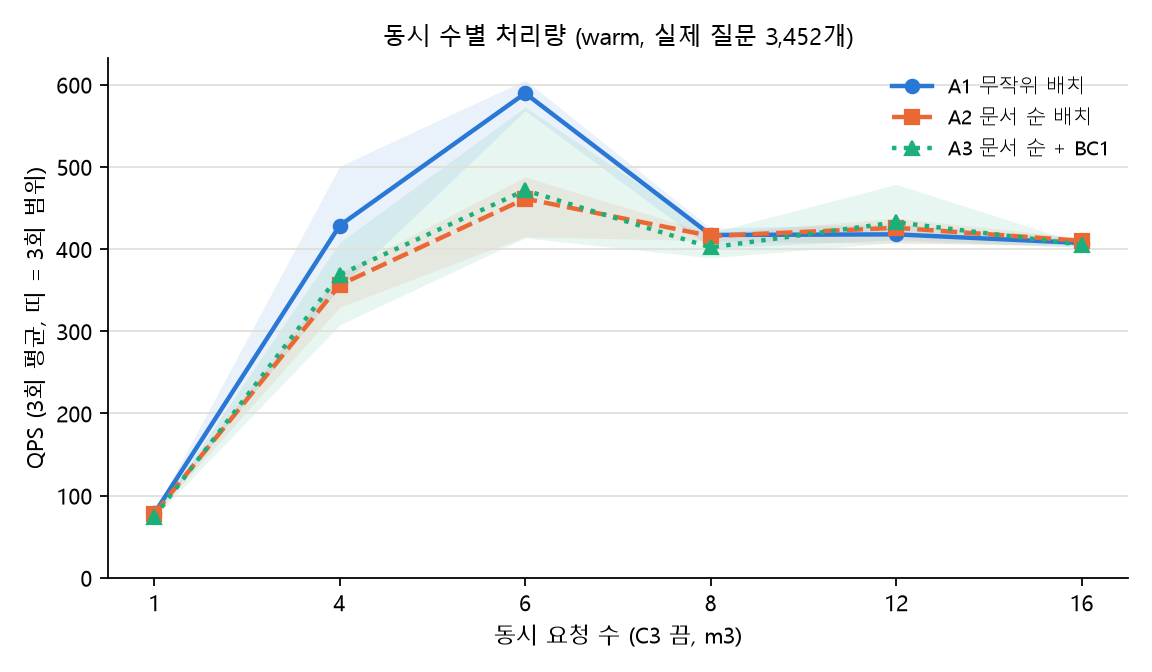 동시 수별 처리량 (warm, 실제 질문 3,452개)
A1 무작위 배치
A2 문서 순 배치
A3 문서 순 + BC1
QPS (3회 평균, 띠 = 3회 범위)
600
500
400
300
200
100
0
1 4 6 8 12 16
동시 요청 수 (C3 끔, m3)